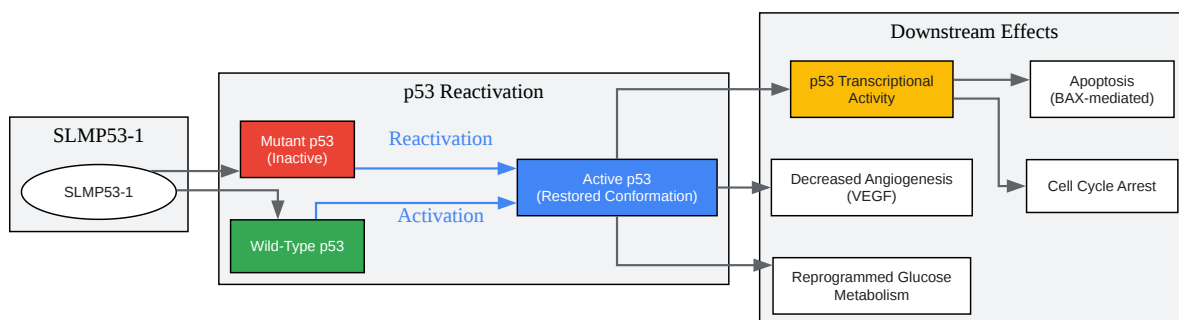 SLMP53-1
SLMP53-1
p53 Reactivation
Mutant p53
(Inactive)
Wild-Type p53
Reactivation
Activation
Active p53
(Restored Conformation)
Downstream Effects
p53 Transcriptional
Activity
Apoptosis
(BAX-mediated)
Decreased Angiogenesis
(VEGF)
Cell Cycle Arrest
Reprogrammed Glucose
Metabolism